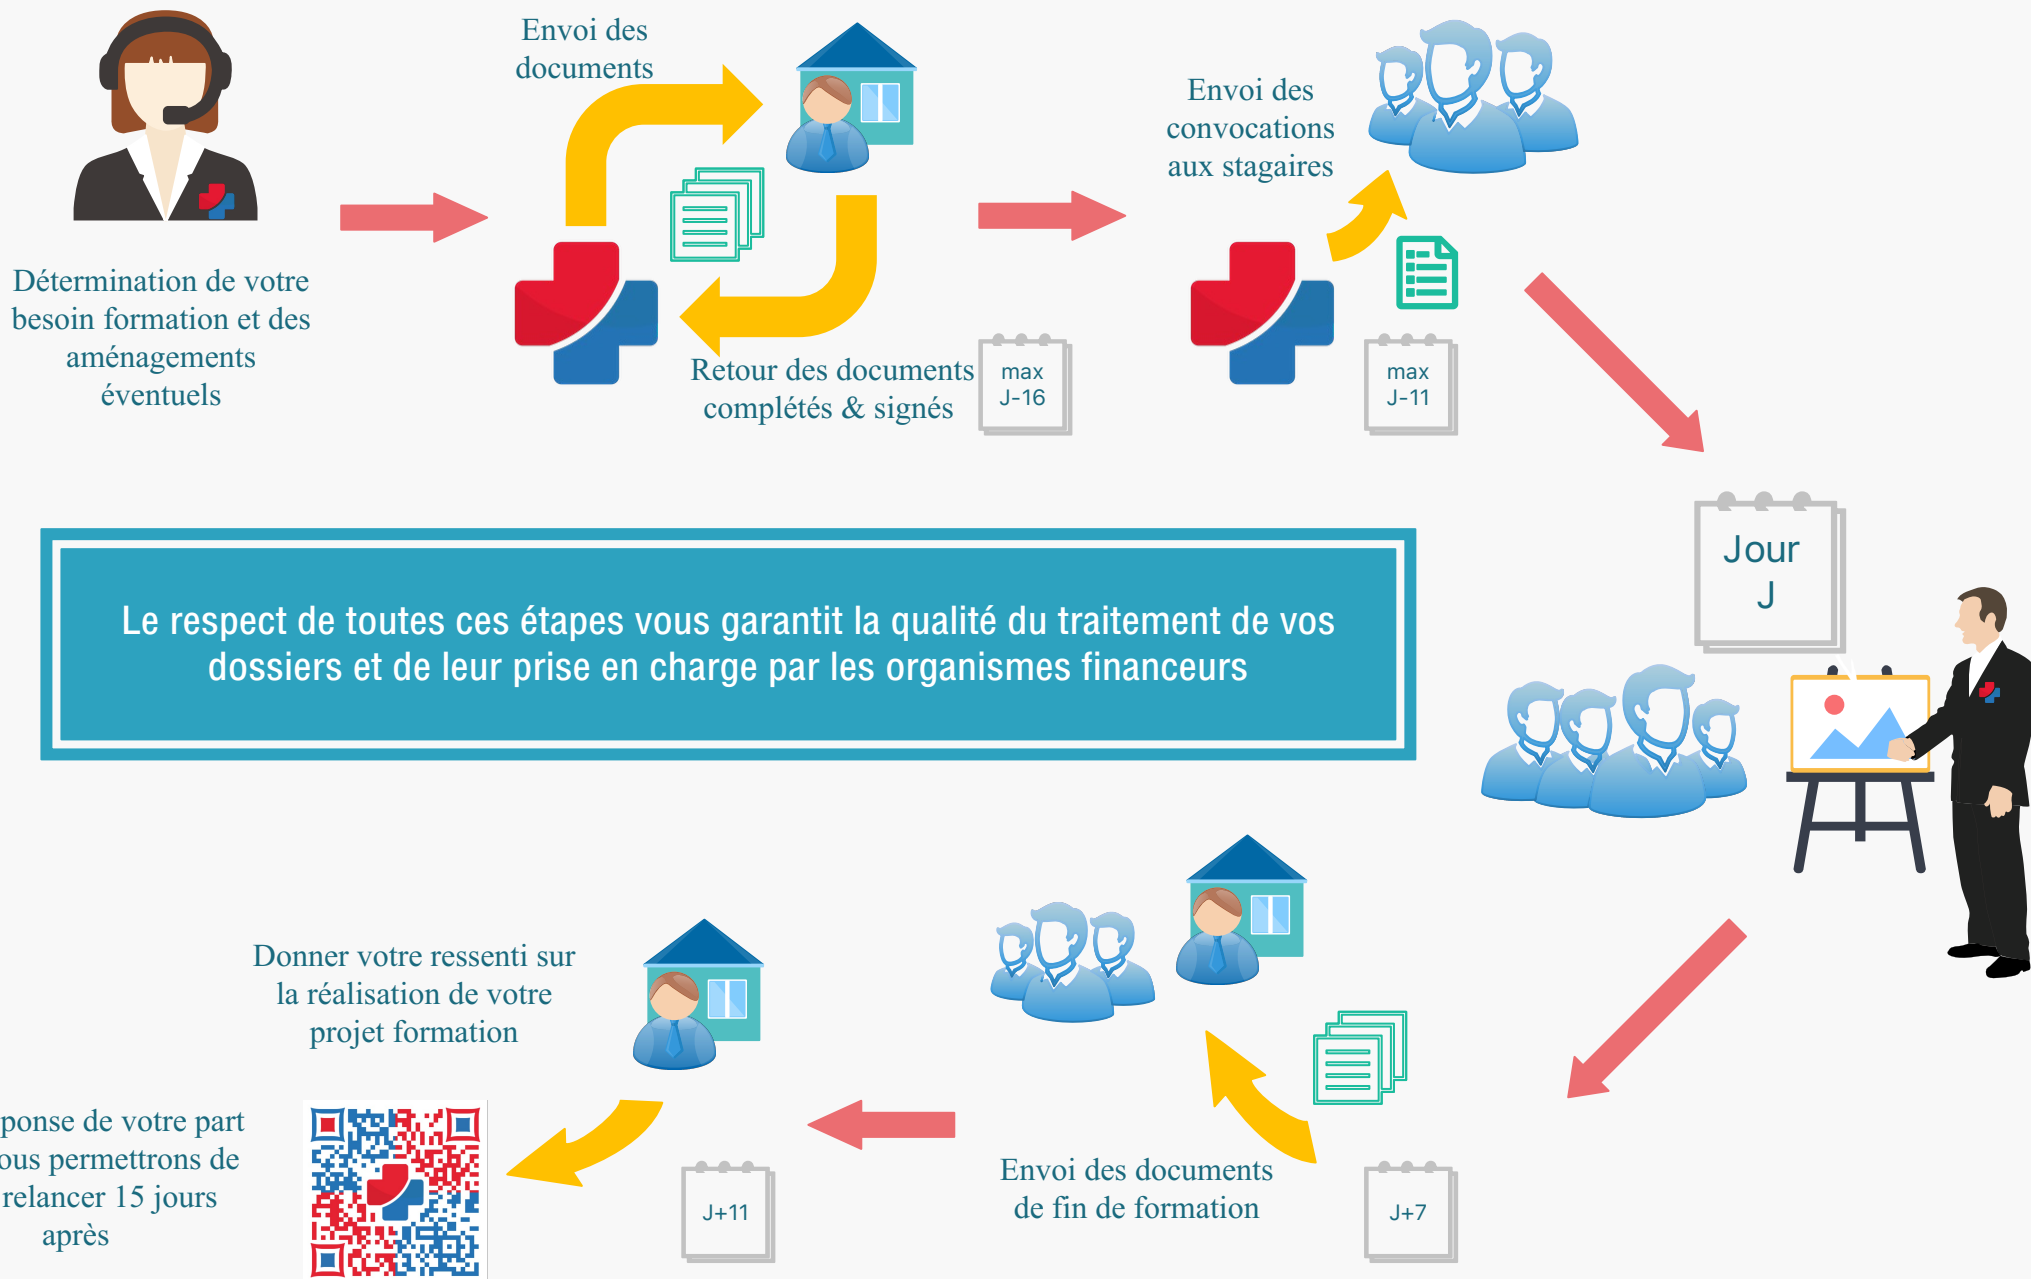 Détermination de votre
besoin formation et des
aménagements
éventuels
Envoi des
documents
Retour des documents
complétés & signés
max
J-16
Envoi des
convocations
aux stagaires
max
J-11
Jour
J
Le respect de toutes ces étapes vous garantit la qualité du traitement de vos
dossiers et de leur prise en charge par les organismes financeurs
Envoi des documents
de fin de formation
J+7
Donner votre ressenti sur
la réalisation de votre
projet formation
J+11
de votre part
permettrons de
relancer 15 jours
après